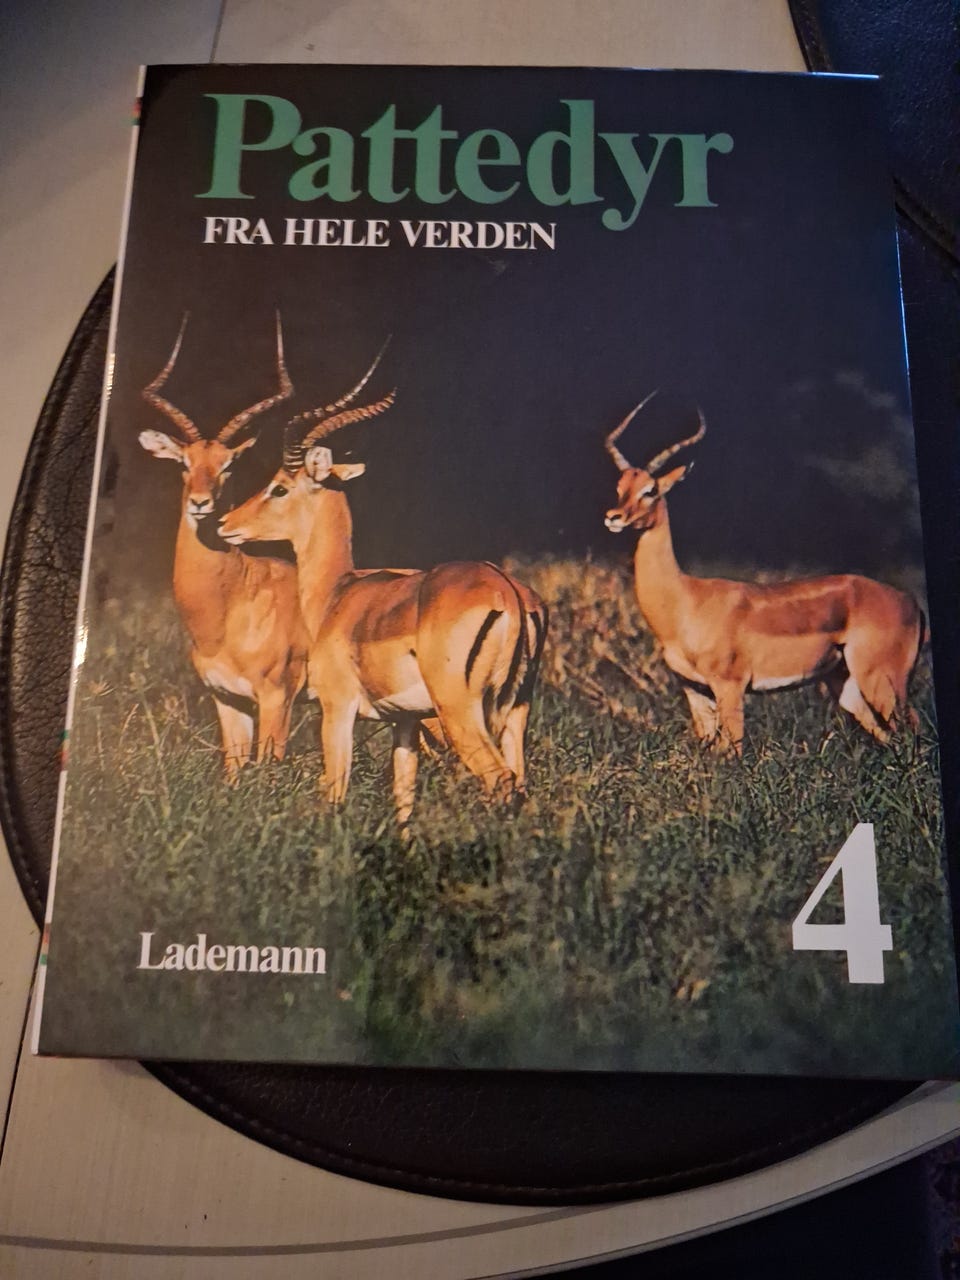 Pattedyr
FRA HELE VERDEN
4
Lademann